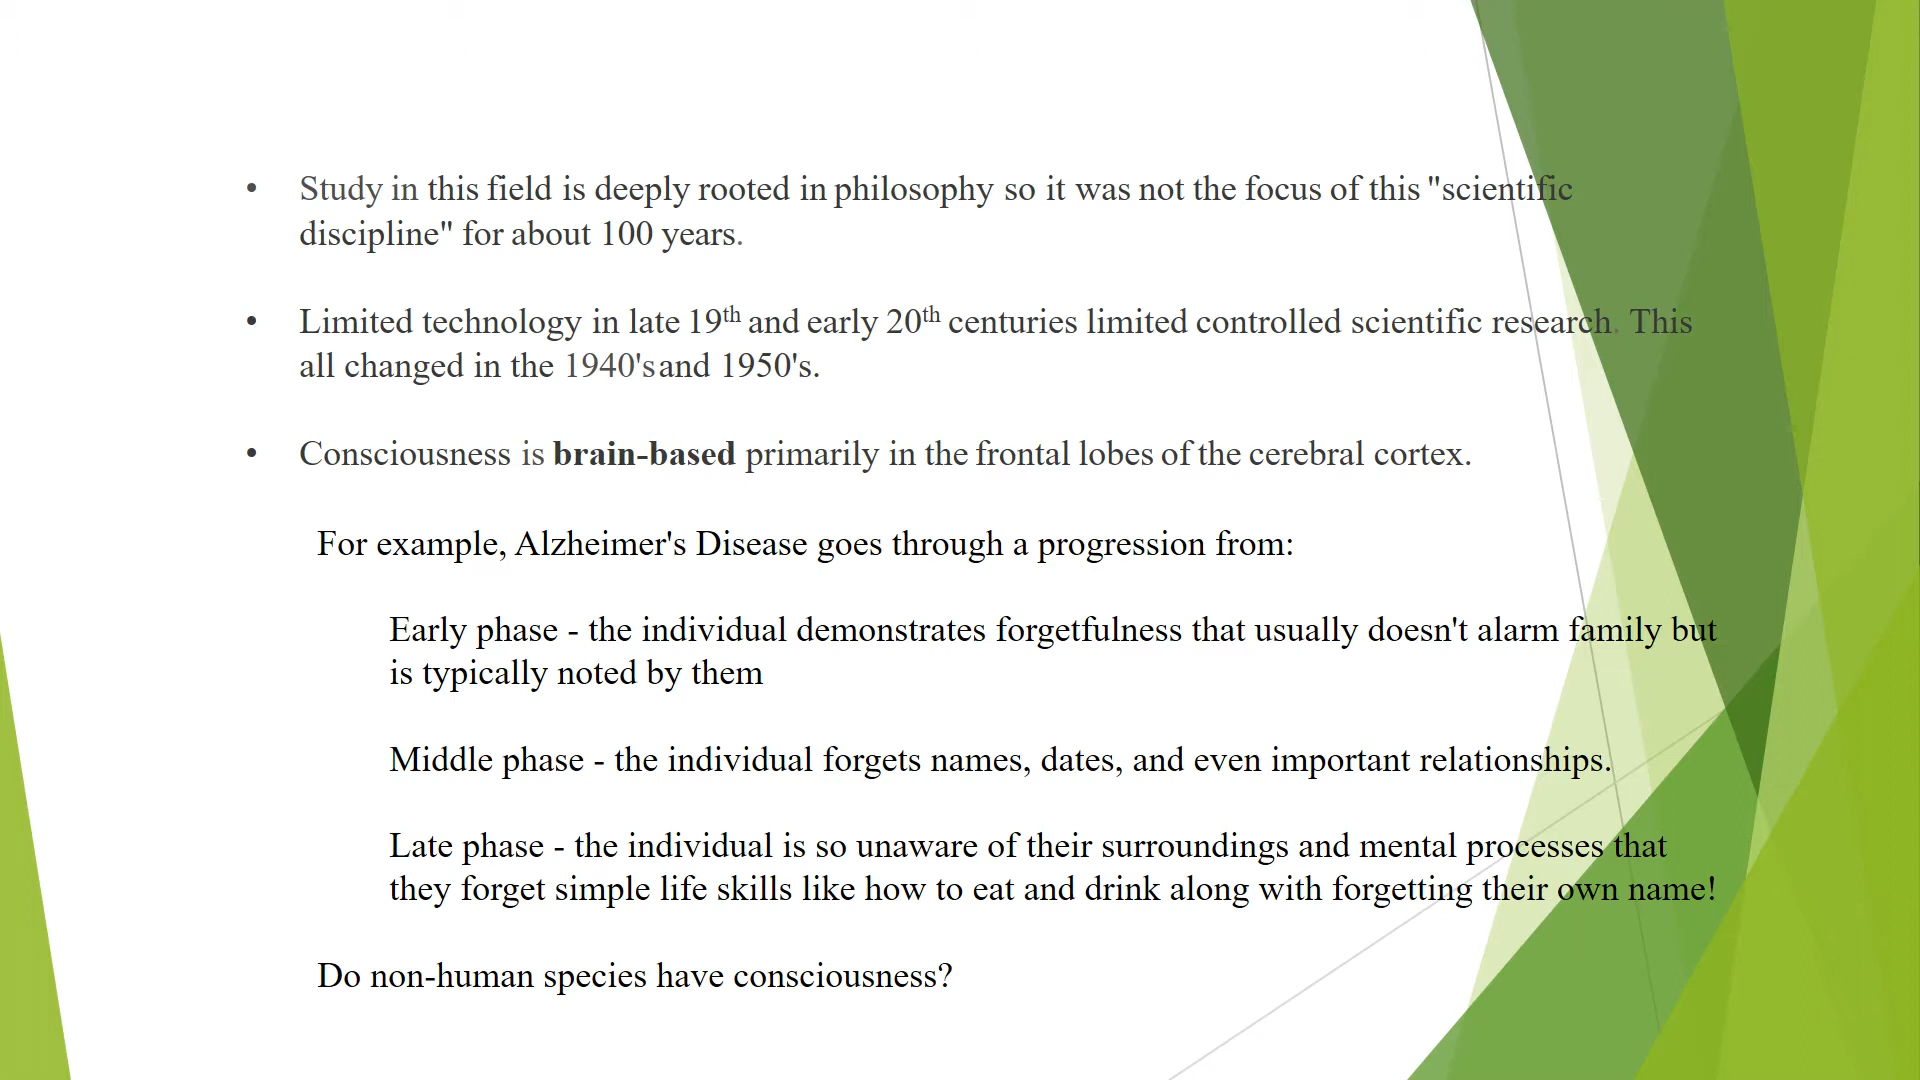 • Study in this field is deeply rooted in philosophy so it was not the focus of this "scientific
discipline" for about 100 years.
• Limited technology in late 19th and early 20th centuries limited controlled scientific research. This
all changed in the 1940's and 1950's.
• Consciousness is brain-based primarily in the frontal lobes of the cerebral cortex.
For example, Alzheimer's Disease goes through a progression from:
Early phase - the individual demonstrates forgetfulness that usually doesn't alarm family but
is typically noted by them
Middle phase - the individual forgets names, dates, and even important relationships.
Late phase - the individual is so unaware of their surroundings and mental processes that
they forget simple life skills like how to eat and drink along with forgetting their own name!
Do non-human species have consciousness?